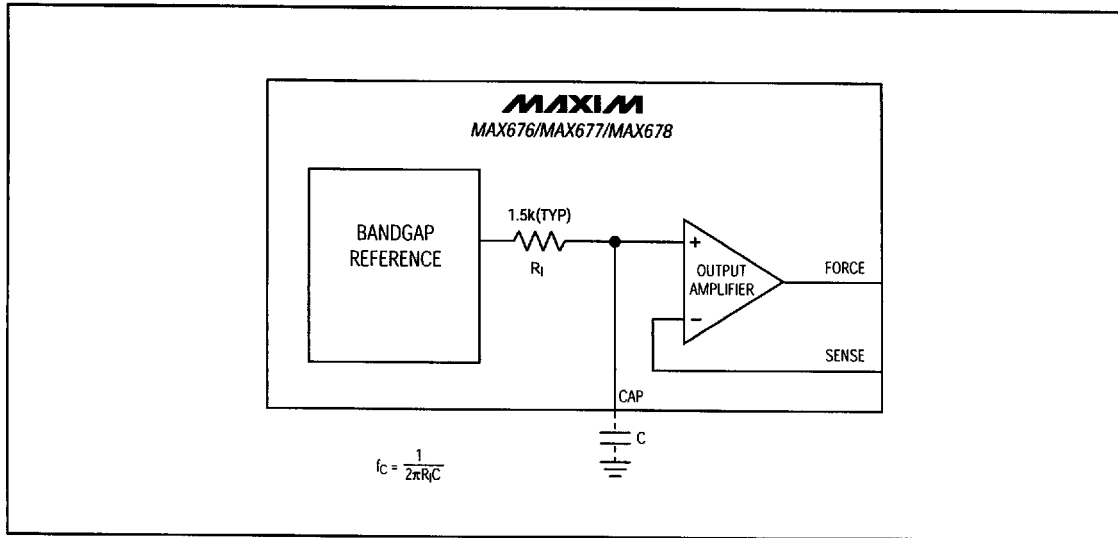 MAXIM
MAX676/MAX677/MAX678
BANDGAP
REFERENCE
1.5k(TYP)
RI
+
OUTPUT
AMPLIFIER
−
FORCE
SENSE
CAP
C
fC = 1
2πRIC